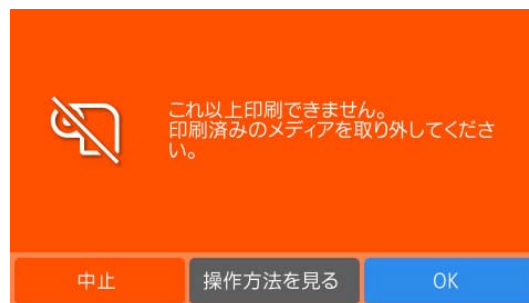 これ以上印刷できません。
印刷済みのメディアを取り外してくださ
い。
中止
操作方法を見る
OK